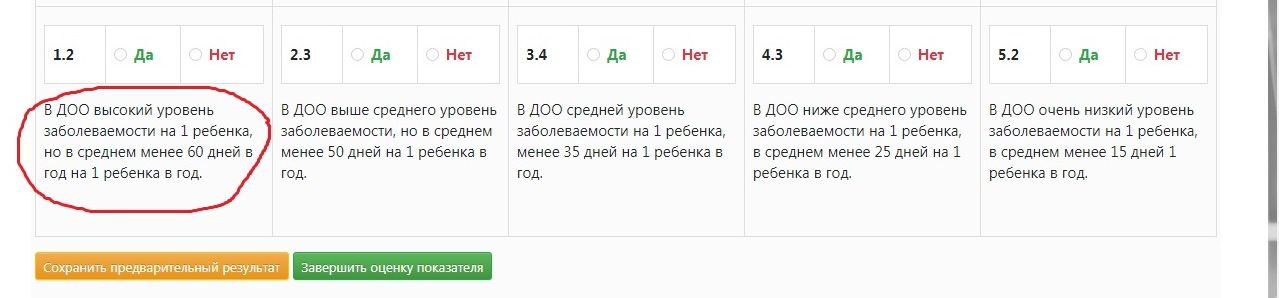 1.2 Да Нет
В ДОО высокий уровень
заболеваемости на 1 ребенка,
но в среднем менее 60 дней в
год на 1 ребенка в год.
2.3 Да Нет
В ДОО выше среднего уровень
заболеваемости, но в среднем
менее 50 дней на 1 ребенка в
год.
3.4 Да Нет
В ДОО средней уровень
заболеваемости на 1 ребенка,
менее 35 дней на 1 ребенка в
год.
4.3 Да Нет
В ДОО ниже среднего уровень
заболеваемости на 1 ребенка,
в среднем менее 25 дней на 1
ребенка в год.
5.2 Да Нет
В ДОО очень низкий уровень
заболеваемости на 1 ребенка,
в среднем менее 15 дней 1
ребенка в год.
Сохранить предварительный результат
Завершить оценку показателя